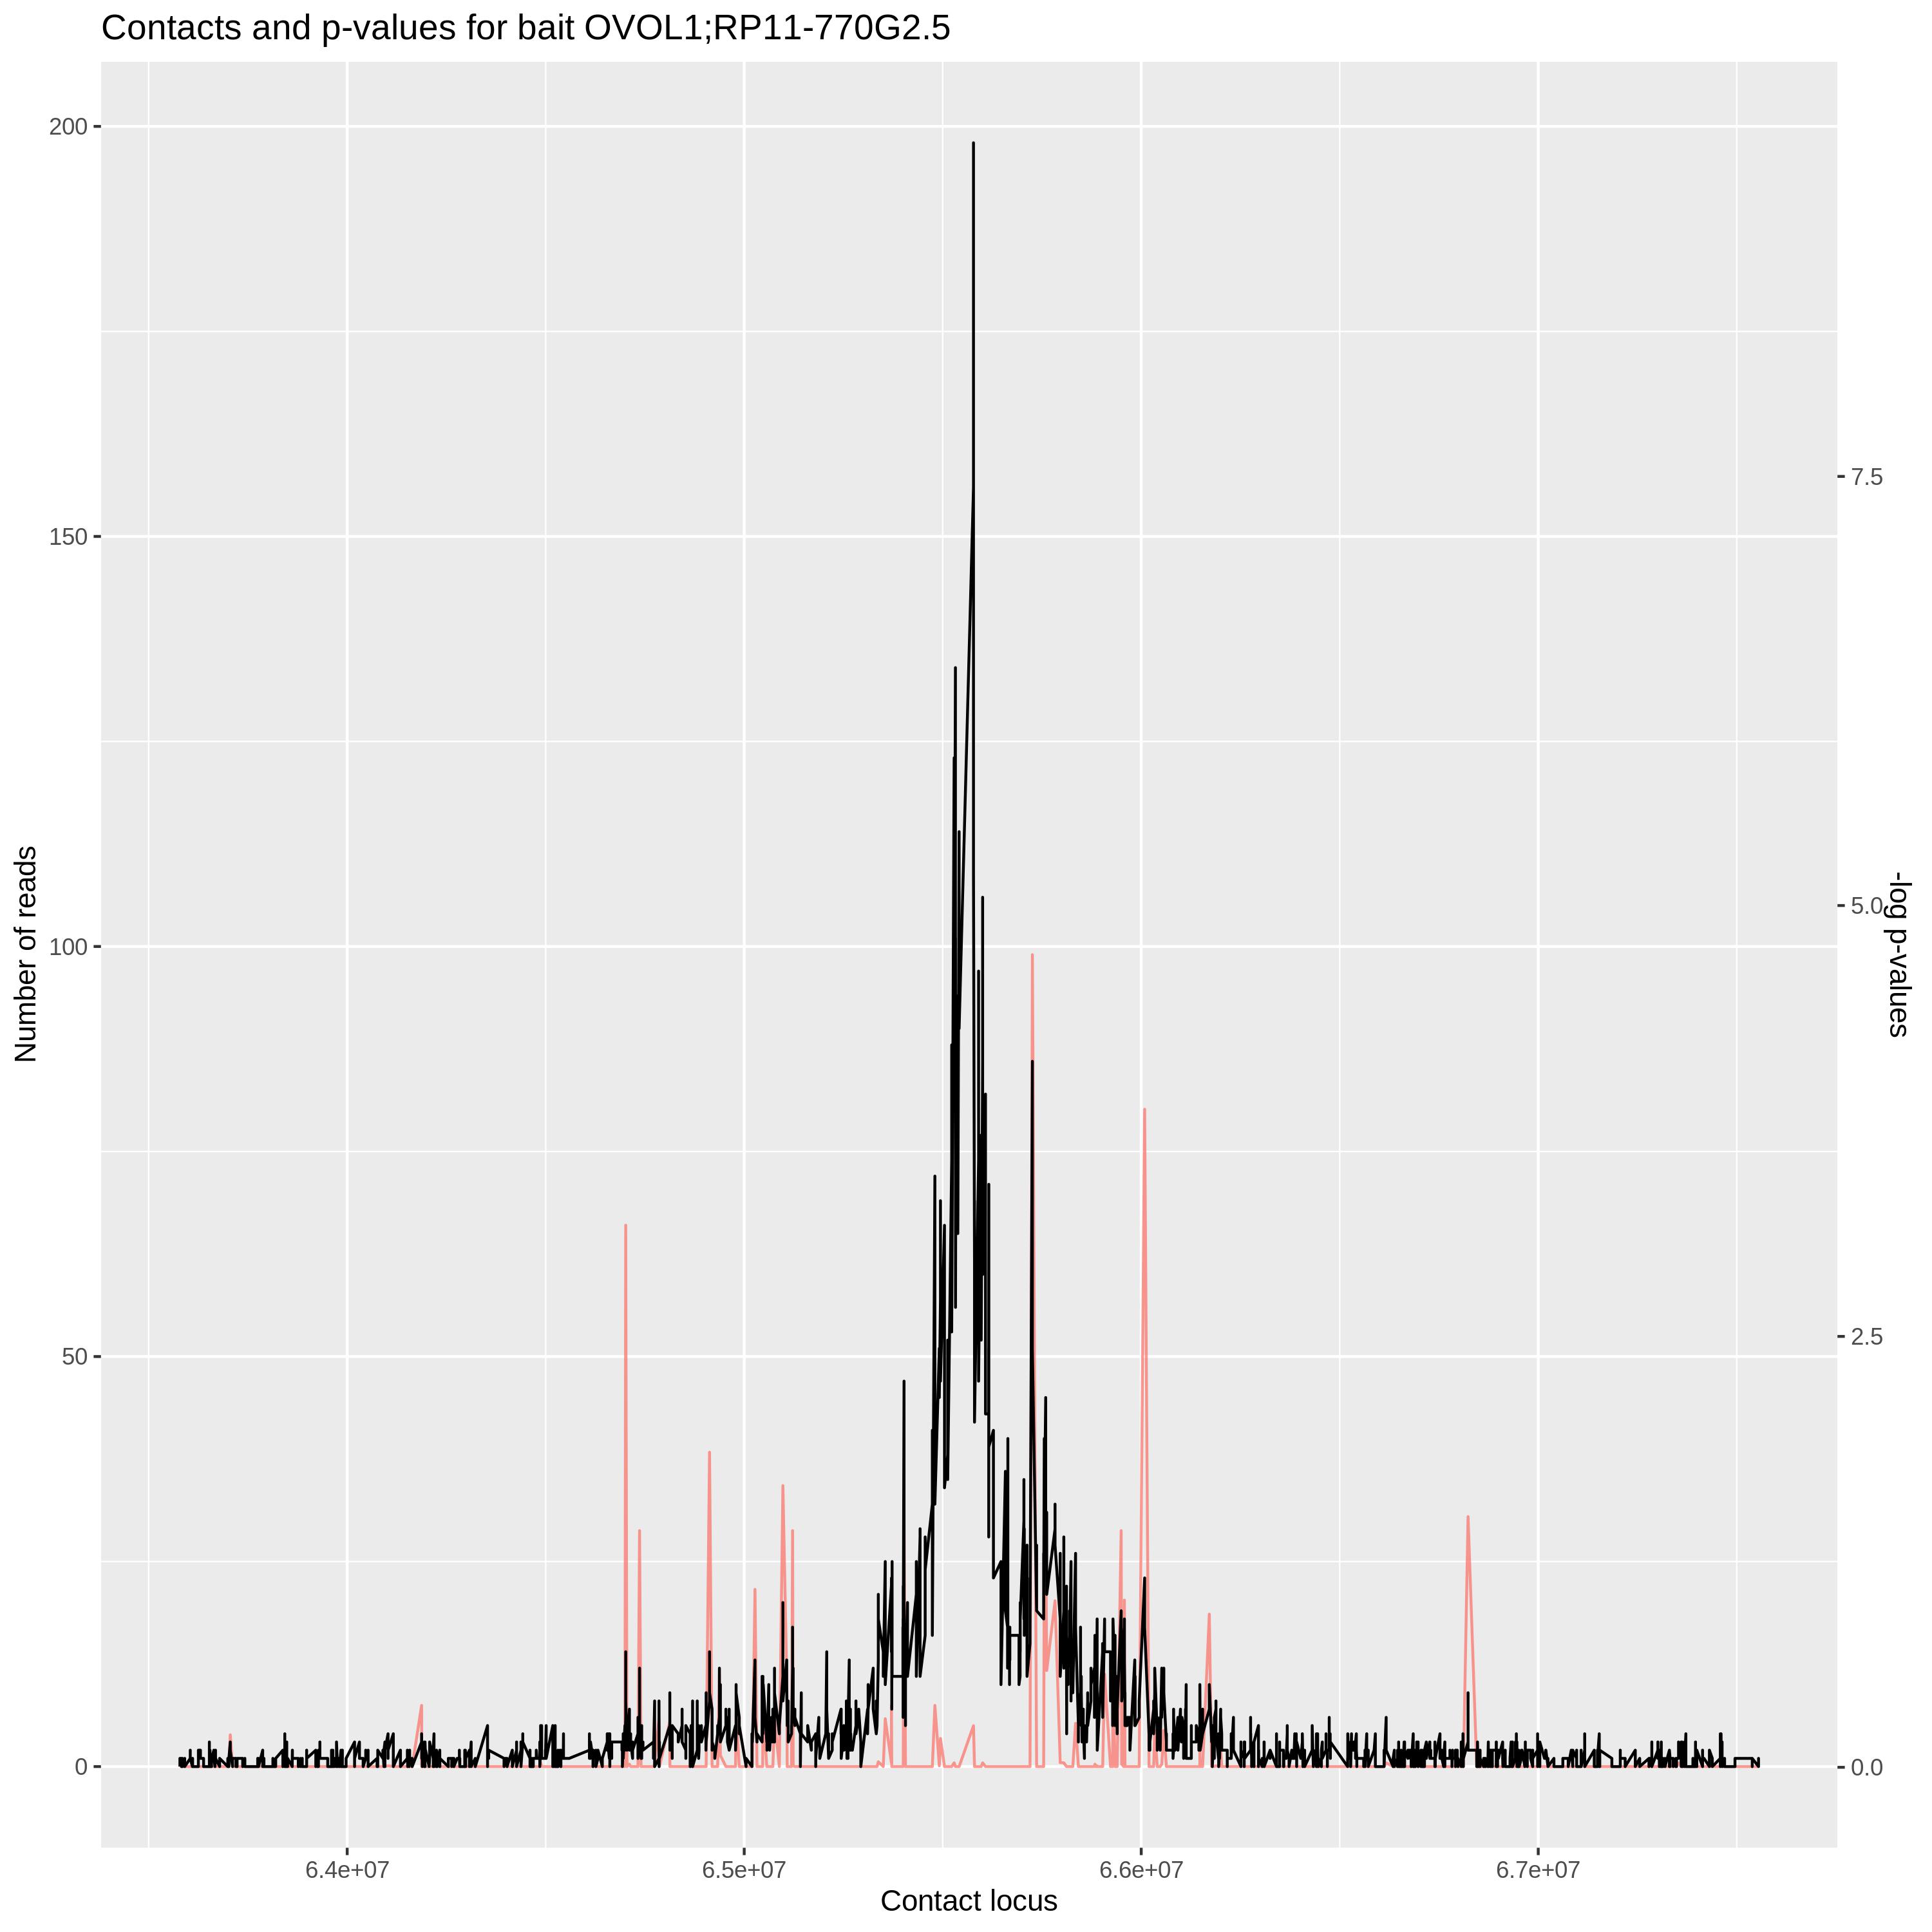 Contacts and p-values for bait OVOL1;RP11-770G2.5
200
150
100
50
0
Number of reads
7.5
5.0
2.5
0.0
-log p-values
6.4e+07 6.5e+07 6.6e+07 6.7e+07
Contact locus